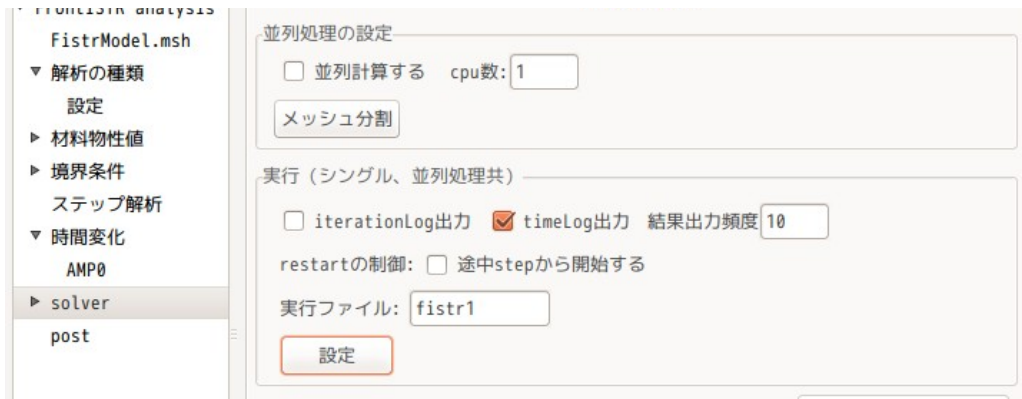 FrontISTR analysis
FistrModel.msh
解析の種類
設定
材料物性値
境界条件
ステップ解析
時間変化
AMP0
solver
post
並列処理の設定
並列計算する cpu数: 1
メッシュ分割
実行（シングル、並列処理共）
iterationLog出力 timeLog出力 結果出力頻度 10
restartの制御: 途中stepから開始する
実行ファイル: fistr1
設定